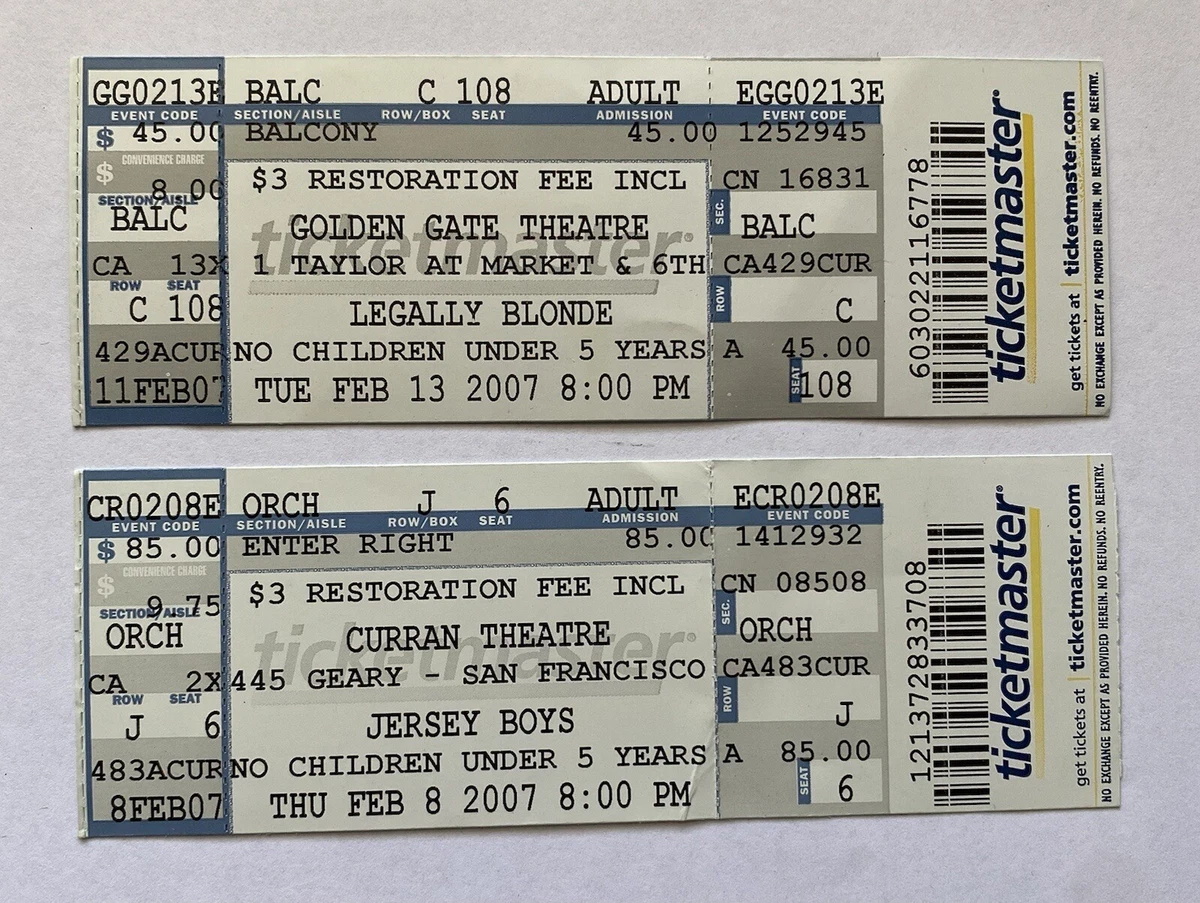 GG0213E BALC C 108 ADULT EGG0213E
EVENT CODE SECTION/AISLE ROW/BOX SEAT ADMISSION EVENT CODE
$ 45.00 BALCONY 45.00 1252945
CONVENIENCE CHARGE
$ 8.00 $3 RESTORATION FEE INCL CN 16831
SECTION/AISLE SEC.
BALC GOLDEN GATE THEATRE BALC
ticketmaster®
CA 13X 1 TAYLOR AT MARKET & 6TH CA429CUR
ROW SEAT ROW
C 108 LEGALLY BLONDE C
429ACUR NO CHILDREN UNDER 5 YEARS A 45.00
SEAT
11FEB07 TUE FEB 13 2007 8:00 PM 108
603022116778
ticketmaster®
get tickets at | ticketmaster.com
NO EXCHANGE EXCEPT AS PROVIDED HEREIN. NO REFUNDS. NO REENTRY.
CR0208E ORCH J 6 ADULT ECR0208E
EVENT CODE SECTION/AISLE ROW/BOX SEAT ADMISSION EVENT CODE
$ 85.00 ENTER RIGHT 85.00 1412932
CONVENIENCE CHARGE
$ 9.75 $3 RESTORATION FEE INCL CN 08508
SECTION/AISLE SEC.
ORCH CURRAN THEATRE ORCH
ticketmaster®
CA 2X 445 GEARY - SAN FRANCISCO CA483CUR
ROW SEAT ROW
J 6 JERSEY BOYS J
483ACUR NO CHILDREN UNDER 5 YEARS A 85.00
SEAT
8FEB07 THU FEB 8 2007 8:00 PM 6
121372833708
ticketmaster®
get tickets at | ticketmaster.com
NO EXCHANGE EXCEPT AS PROVIDED HEREIN. NO REFUNDS. NO REENTRY.